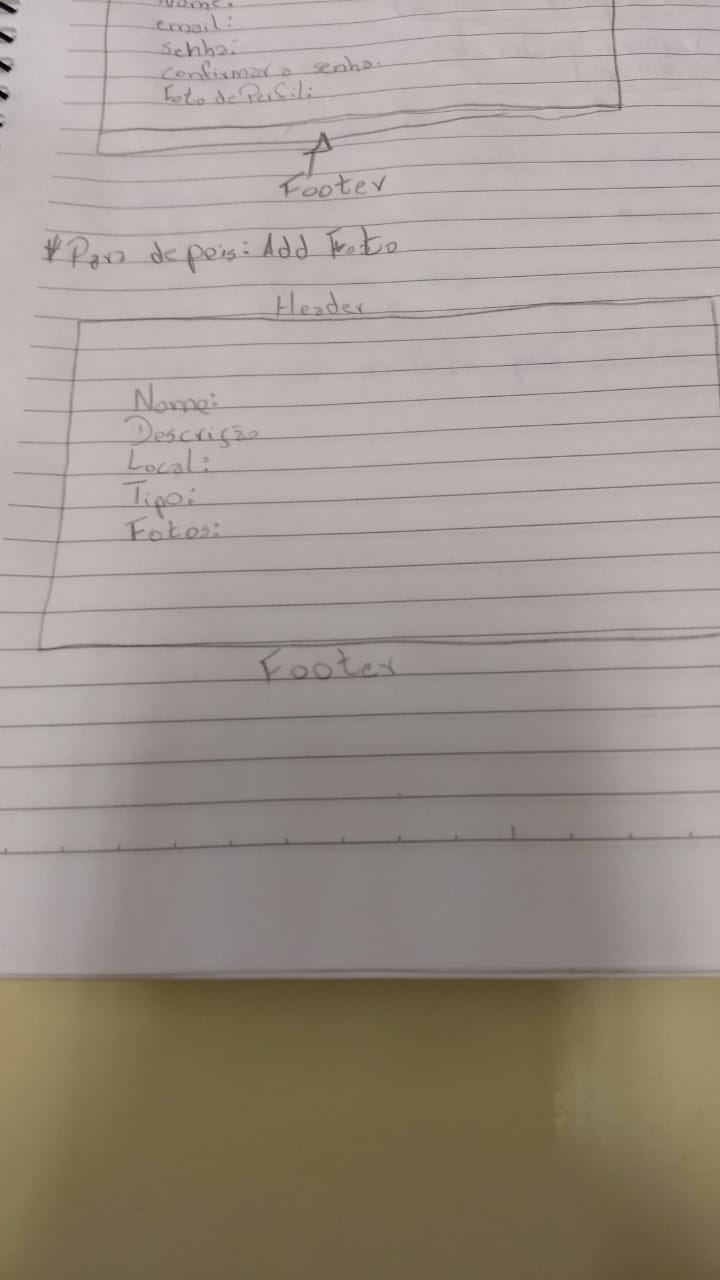 Nome:
email:
senha:
confirmar a senha:
Foto de Perfil:
Footer
* Para depois: Add Foto
Header
Nome:
Descrição
Local:
Tipo:
Fotos:
Footer